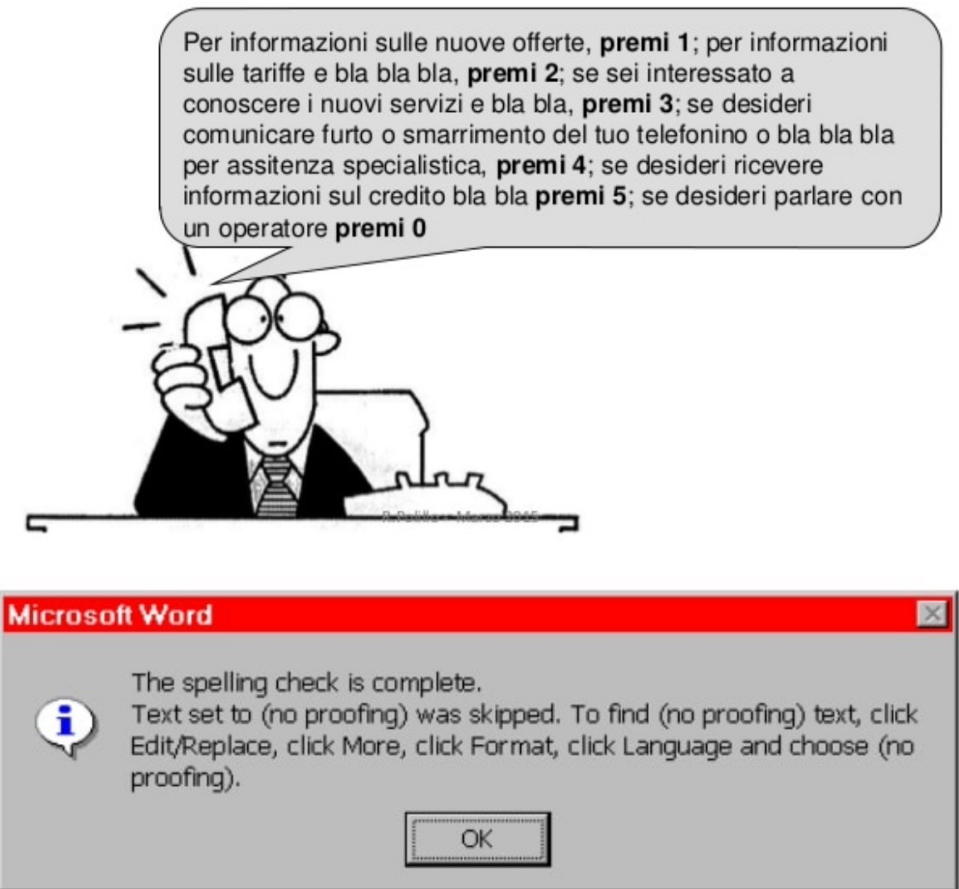 Per informazioni sulle nuove offerte, premi 1; per informazioni
sulle tariffe e bla bla bla, premi 2; se sei interessato a
conoscere i nuovi servizi e bla bla, premi 3; se desideri
comunicare furto o smarrimento del tuo telefonino o bla bla bla
per assitenza specialistica, premi 4; se desideri ricevere
informazioni sul credito bla bla premi 5; se desideri parlare con
un operatore premi 0
R.Polillo - Marzo 2015
Microsoft Word
The spelling check is complete.
Text set to (no proofing) was skipped. To find (no proofing) text, click
Edit/Replace, click More, click Format, click Language and choose (no
proofing).
OK